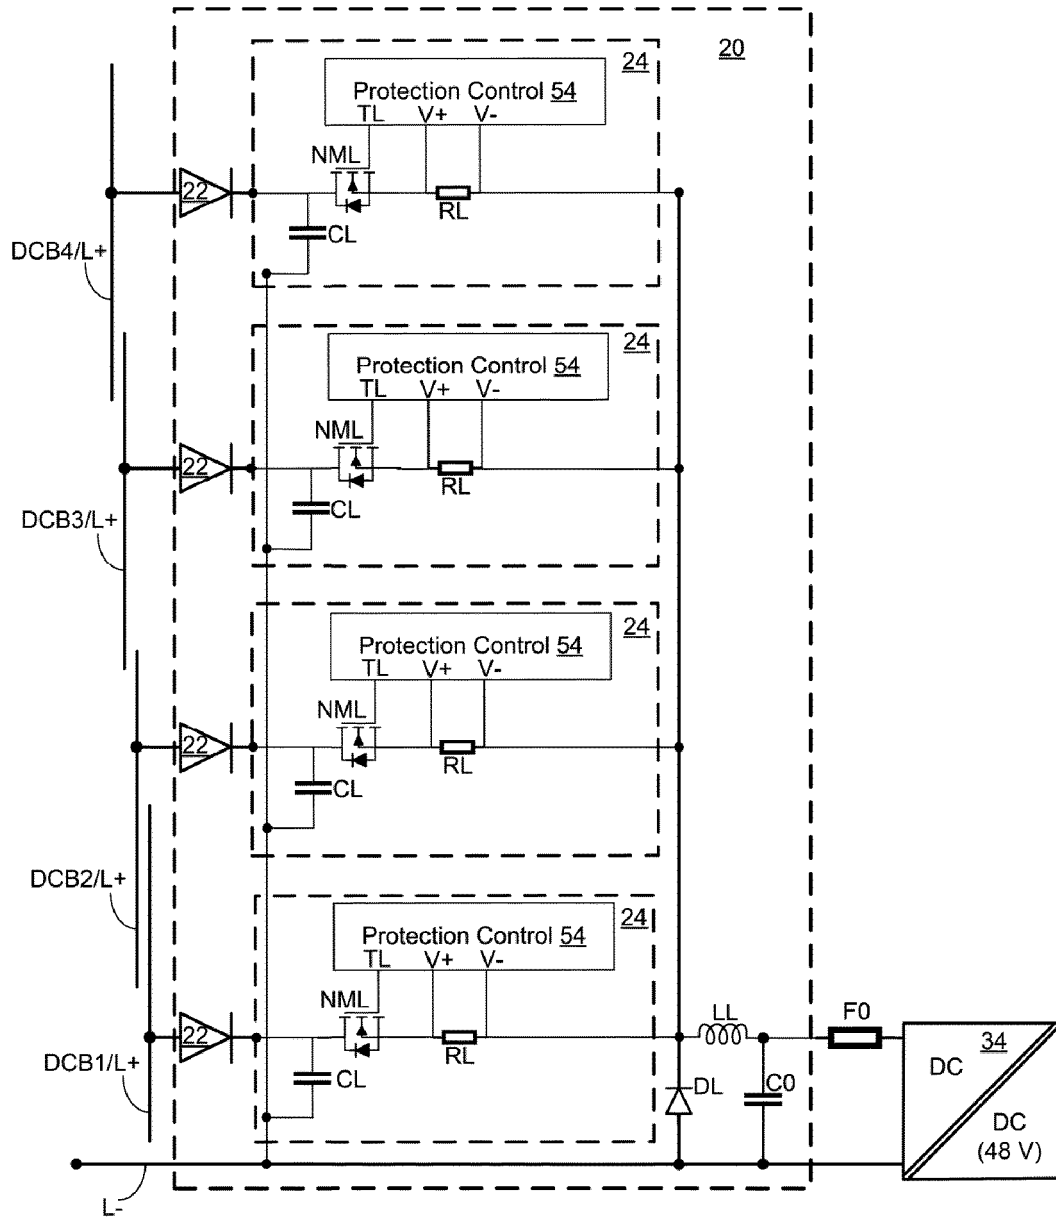 20
24
Protection Control 54
TL V+ V-
NML
22
RL
CL
DCB4/L+
24
Protection Control 54
TL V+ V-
NML
22
RL
CL
DCB3/L+
24
Protection Control 54
TL V+ V-
NML
22
RL
CL
DCB2/L+
24
Protection Control 54
TL V+ V-
NML
LL
F0
22
RL
34
DC
CL
DL
C0
DCB1/L+
DC
(48 V)
L-